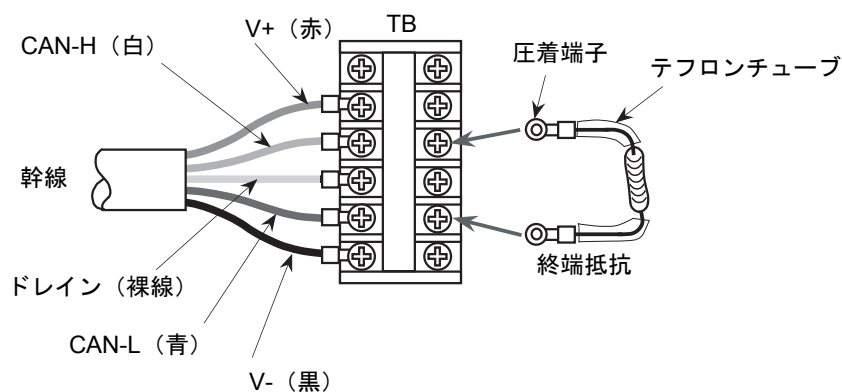 V+（赤）
TB
CAN-H（白）
圧着端子
テフロンチューブ
幹線
終端抵抗
ドレイン（裸線）
CAN-L（青）
V-（黒）